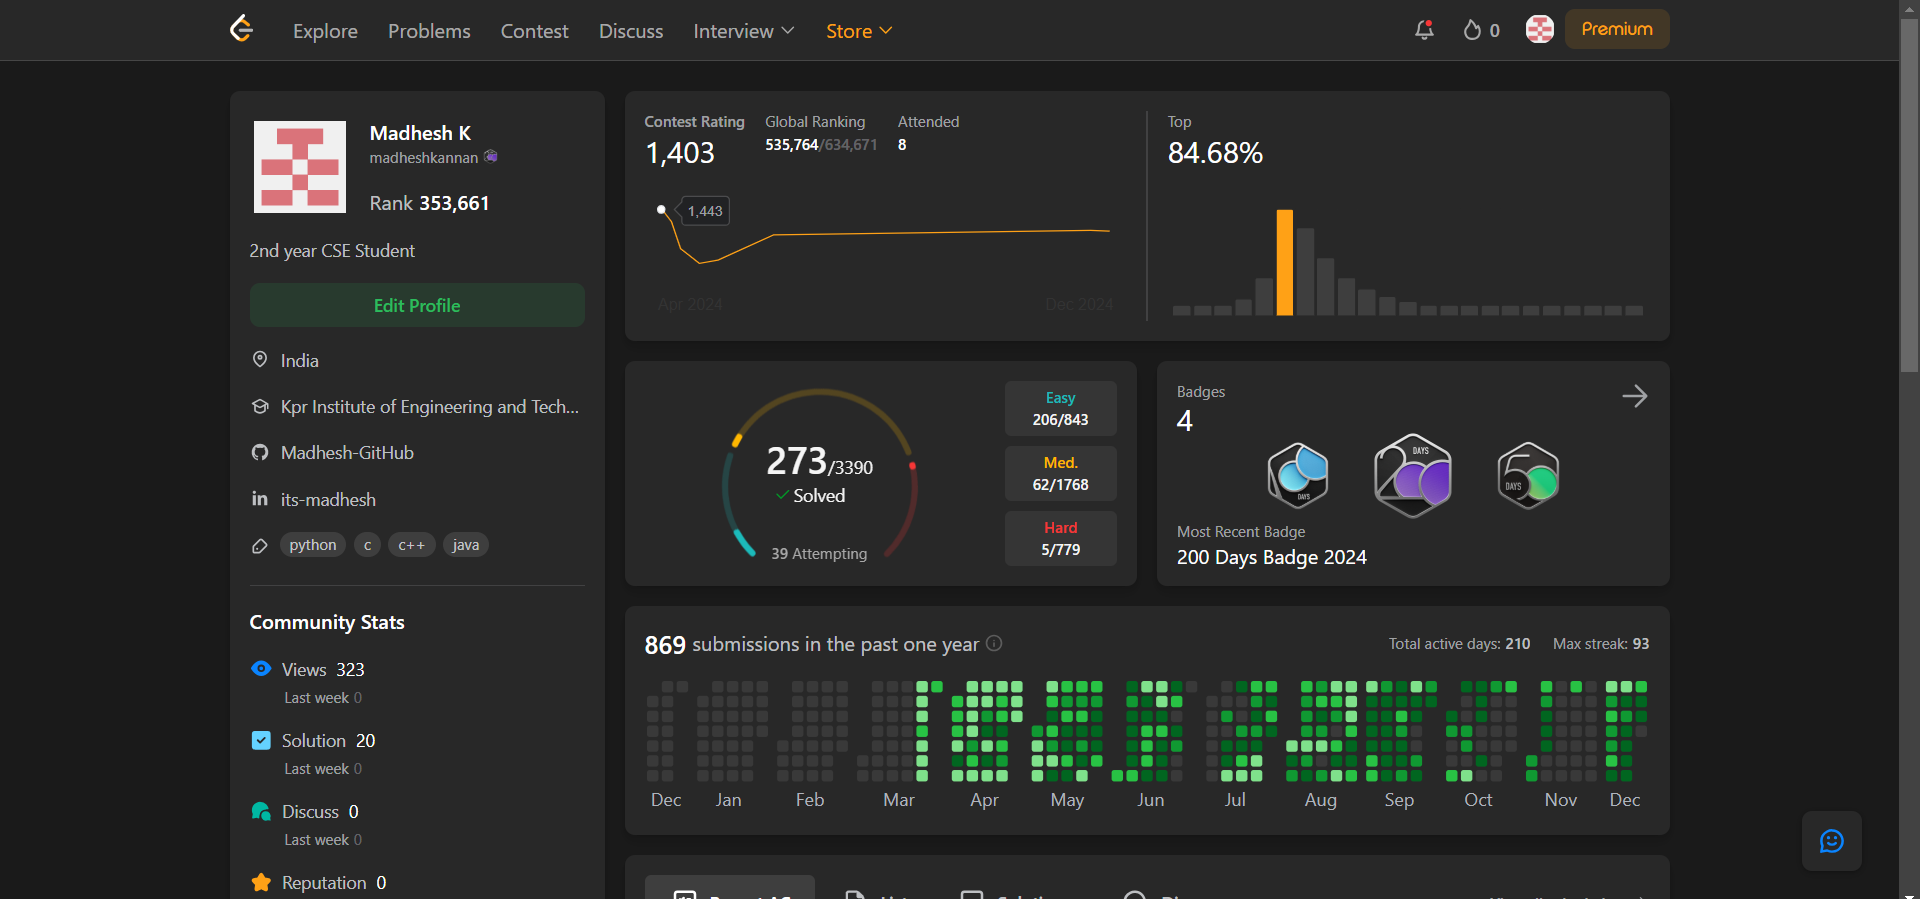 Explore Problems Contest Discuss Interview Store
0 Premium
Madhesh K
madheshkannan
Rank 353,661
2nd year CSE Student
Edit Profile
India
Kpr Institute of Engineering and Tech...
Madhesh-GitHub
its-madhesh
python c c++ java
Community Stats
Views 323
Last week 0
Solution 20
Last week 0
Discuss 0
Last week 0
Reputation 0
Contest Rating
1,403
Global Ranking
535,764/634,671
Attended
8
1,443
Apr 2024 Dec 2024
Top
84.68%
273/3390
Solved
39 Attempting
Easy
206/843
Med.
62/1768
Hard
5/779
Badges
4
DAYS
200 DAYS
50 DAYS
Most Recent Badge
200 Days Badge 2024
869 submissions in the past one year
Total active days: 210 Max streak: 93
Dec Jan Feb Mar Apr May Jun Jul Aug Sep Oct Nov Dec